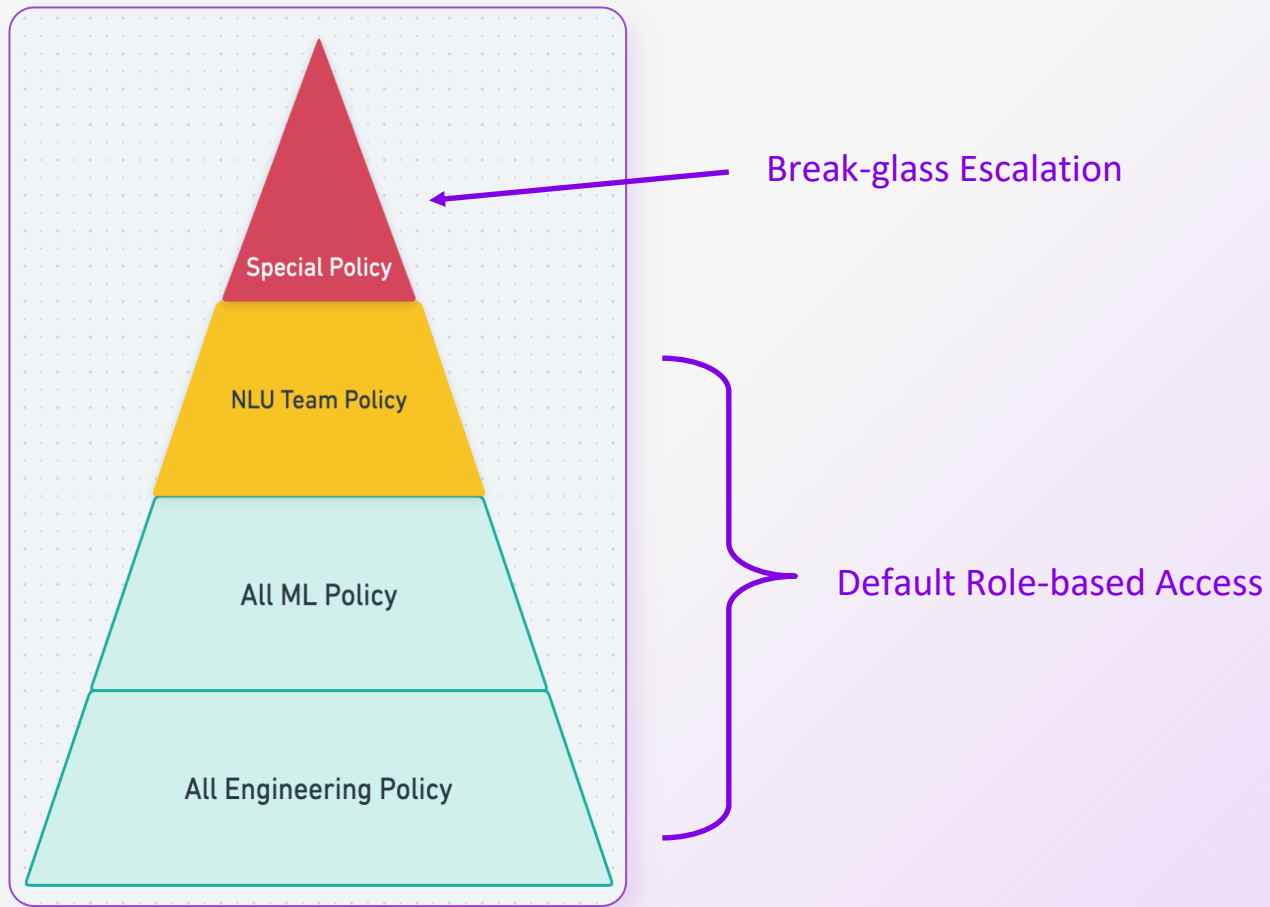 Break-glass Escalation
Special Policy
NLU Team Policy
All ML Policy
Default Role-based Access
All Engineering Policy